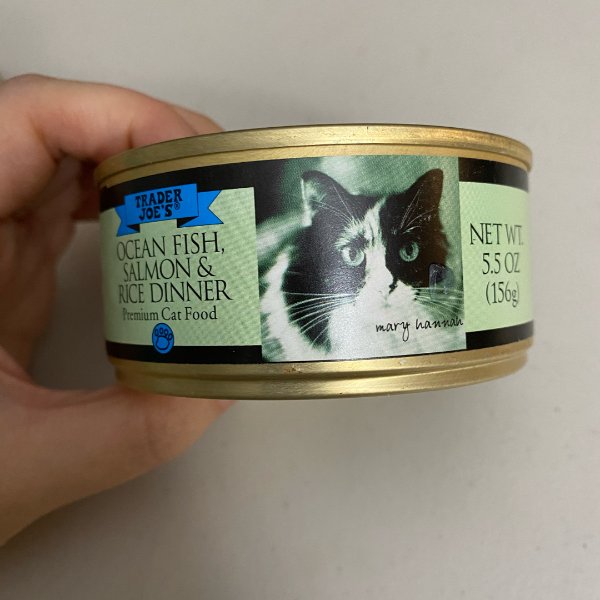 TRADER
JOE'S®
OCEAN FISH,
SALMON &
RICE DINNER
Premium Cat Food
mary hannah
NET WT.
5.5 OZ
(156g)